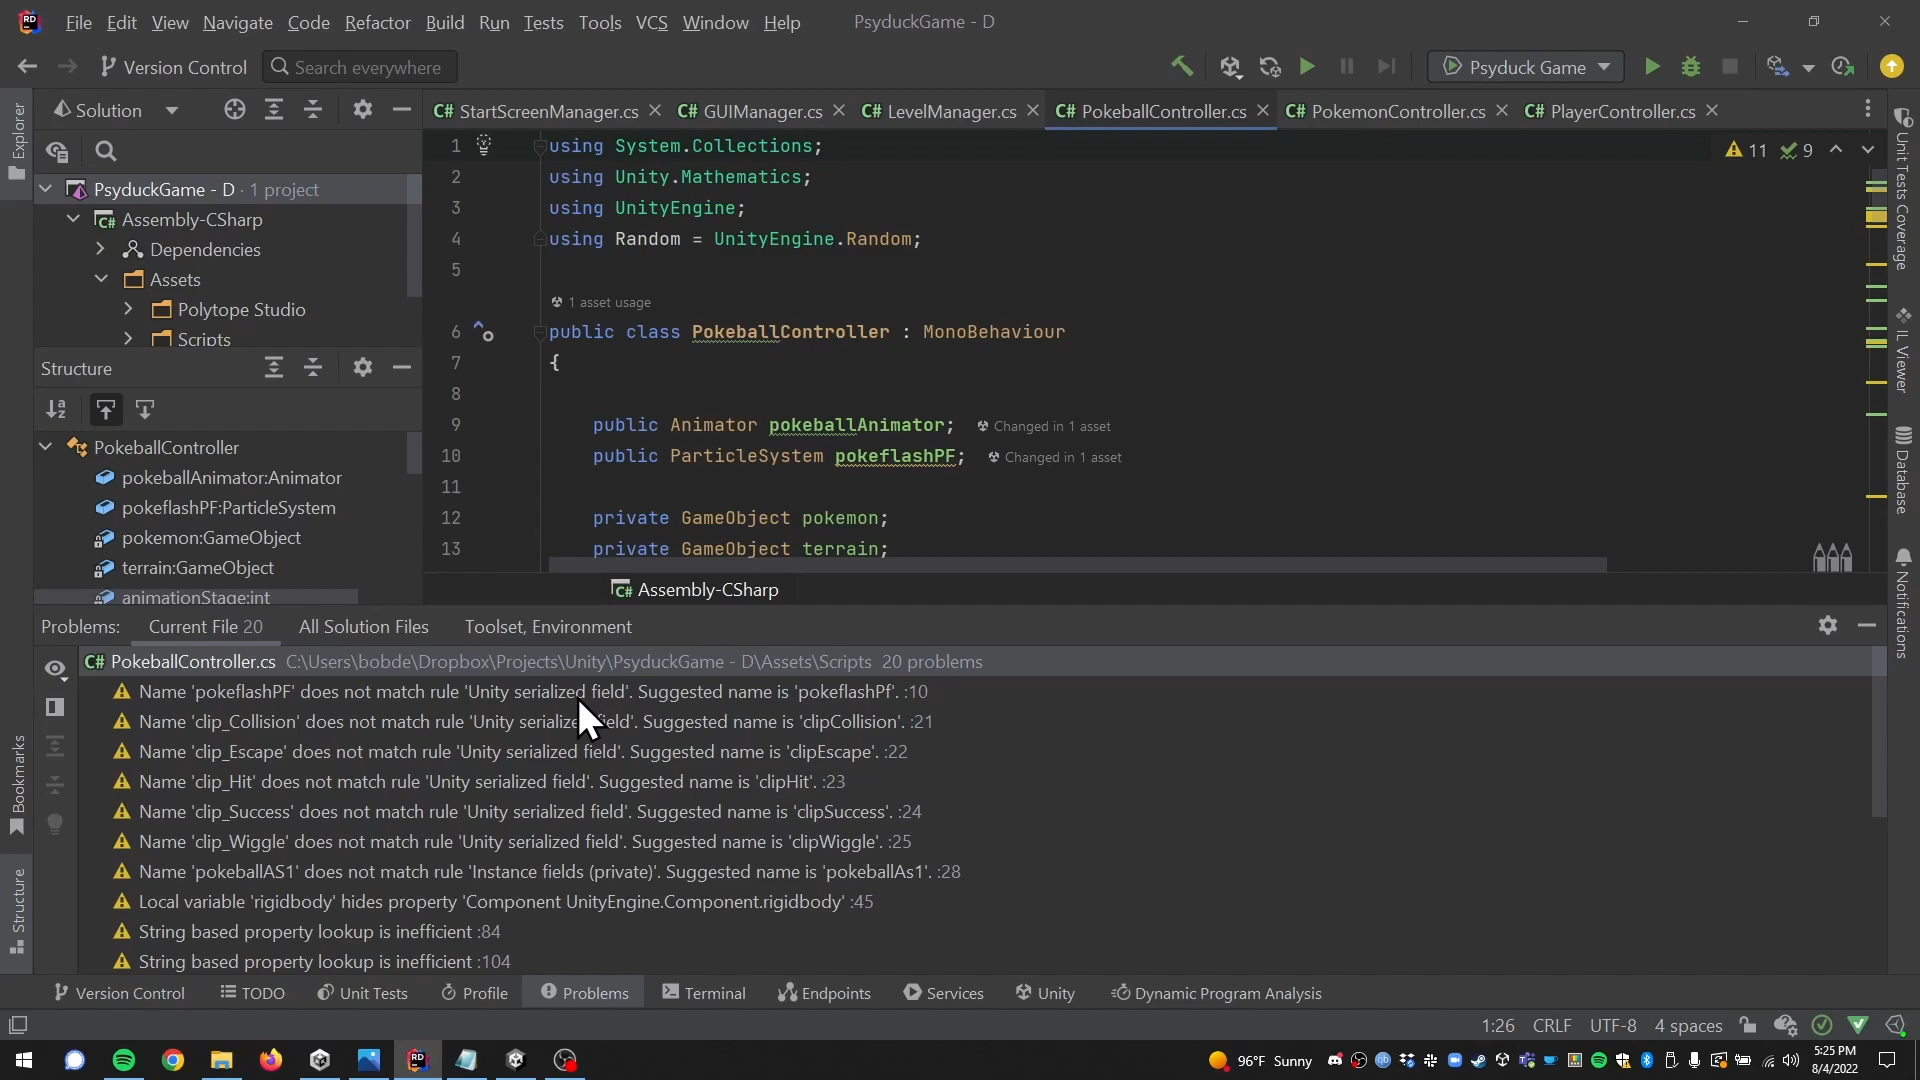 RD File Edit View Navigate Code Refactor Build Run Tests Tools VCS Window Help PsyduckGame - D
Version Control Search everywhere Psyduck Game
Explorer
Solution
PsyduckGame - D · 1 project
Assembly-CSharp
Dependencies
Assets
Polytope Studio
Scripts
Structure
PokeballController
pokeballAnimator:Animator
pokeflashPF:ParticleSystem
pokemon:GameObject
terrain:GameObject
animationStage:int
C# StartScreenManager.cs C# GUIManager.cs C# LevelManager.cs C# PokeballController.cs C# PokemonController.cs C# PlayerController.cs
11 9
1 using System.Collections;
2 using Unity.Mathematics;
3 using UnityEngine;
4 using Random = UnityEngine.Random;
5
1 asset usage
6 public class PokeballController : MonoBehaviour
7 {
8
9 public Animator pokeballAnimator; Changed in 1 asset
10 public ParticleSystem pokeflashPF; Changed in 1 asset
11
12 private GameObject pokemon;
13 private GameObject terrain;
C# Assembly-CSharp
Unit Tests Coverage
IL Viewer
Database
Notifications
Problems: Current File 20 All Solution Files Toolset, Environment
C# PokeballController.cs C:\Users\bobde\Dropbox\Projects\Unity\PsyduckGame - D\Assets\Scripts 20 problems
Name 'pokeflashPF' does not match rule 'Unity serialized field'. Suggested name is 'pokeflashPf'. :10
Name 'clip_Collision' does not match rule 'Unity serialized field'. Suggested name is 'clipCollision'. :21
Name 'clip_Escape' does not match rule 'Unity serialized field'. Suggested name is 'clipEscape'. :22
Name 'clip_Hit' does not match rule 'Unity serialized field'. Suggested name is 'clipHit'. :23
Name 'clip_Success' does not match rule 'Unity serialized field'. Suggested name is 'clipSuccess'. :24
Name 'clip_Wiggle' does not match rule 'Unity serialized field'. Suggested name is 'clipWiggle'. :25
Name 'pokeballAS1' does not match rule 'Instance fields (private)'. Suggested name is 'pokeballAs1'. :28
Local variable 'rigidbody' hides property 'Component UnityEngine.Component.rigidbody' :45
String based property lookup is inefficient :84
String based property lookup is inefficient :104
Bookmarks
Structure
Version Control TODO Unit Tests Profile Problems Terminal Endpoints Services Unity Dynamic Program Analysis
1:26 CRLF UTF-8 4 spaces
RD 96°F Sunny 5:25 PM
8/4/2022